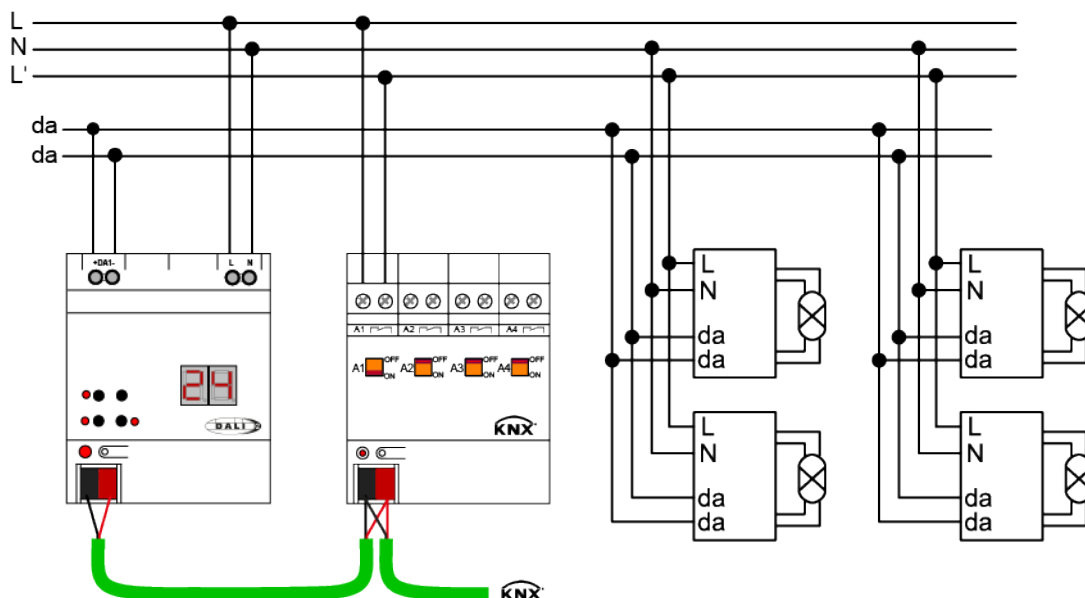 L
N
L'
da
da
+DA1- L N
24
DALI
A1 A2 A3 A4
A1 OFF ON A2 OFF ON A3 OFF ON A4 OFF ON
KNX
L
N
da
da
L
N
da
da
L
N
da
da
L
N
da
da
KNX